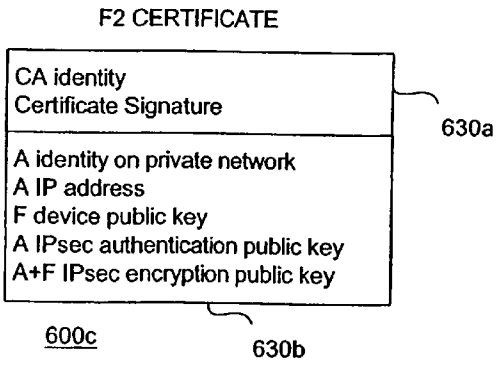 F2 CERTIFICATE
CA identity
Certificate Signature
630a
A identity on private network
A IP address
F device public key
A IPsec authentication public key
A+F IPsec encryption public key
600c
630b